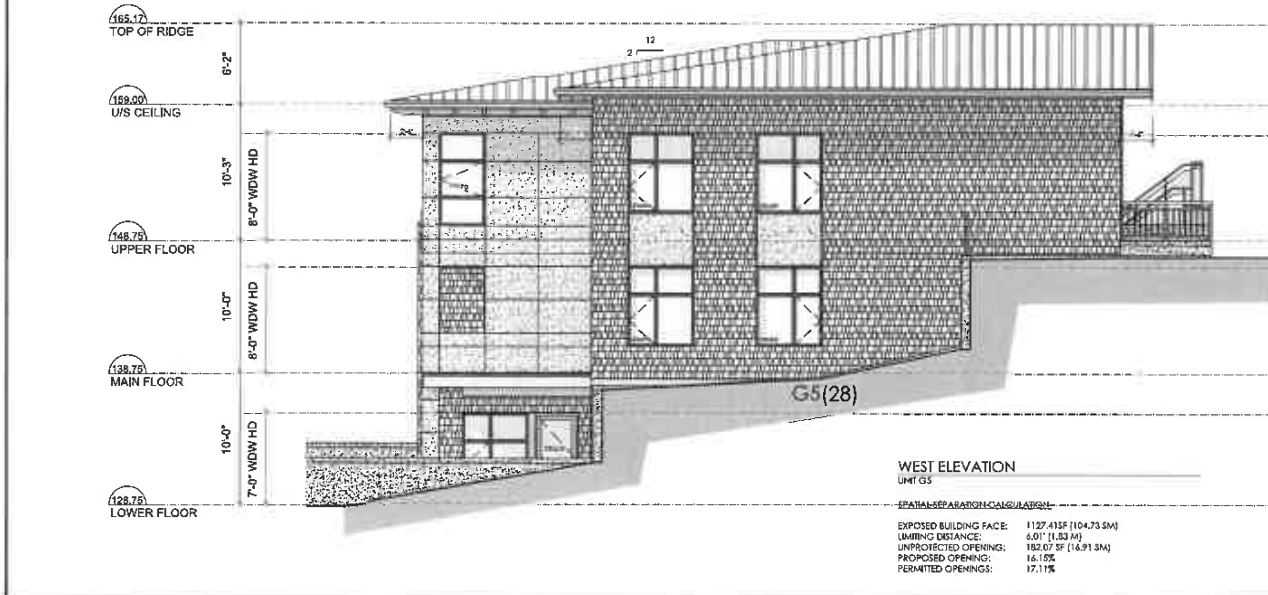 165.17
TOP OF RIDGE
6'-2"
12
2
159.00
U/S CEILING
10'-3"
8'-0" WDW HD
148.75
UPPER FLOOR
10'-0"
8'-0" WDW HD
138.75
MAIN FLOOR
G5(28)
10'-0"
7'-0" WDW HD
128.75
LOWER FLOOR
WEST ELEVATION
UNIT G5
SPATIAL SEPARATION CALCULATION
EXPOSED BUILDING FACE: 1127.41SF (104.73 SM)
LIMITING DISTANCE: 6.01' (1.83 M)
UNPROTECTED OPENING: 182.07 SF (16.91 SM)
PROPOSED OPENING: 16.15%
PERMITTED OPENINGS: 17.11%